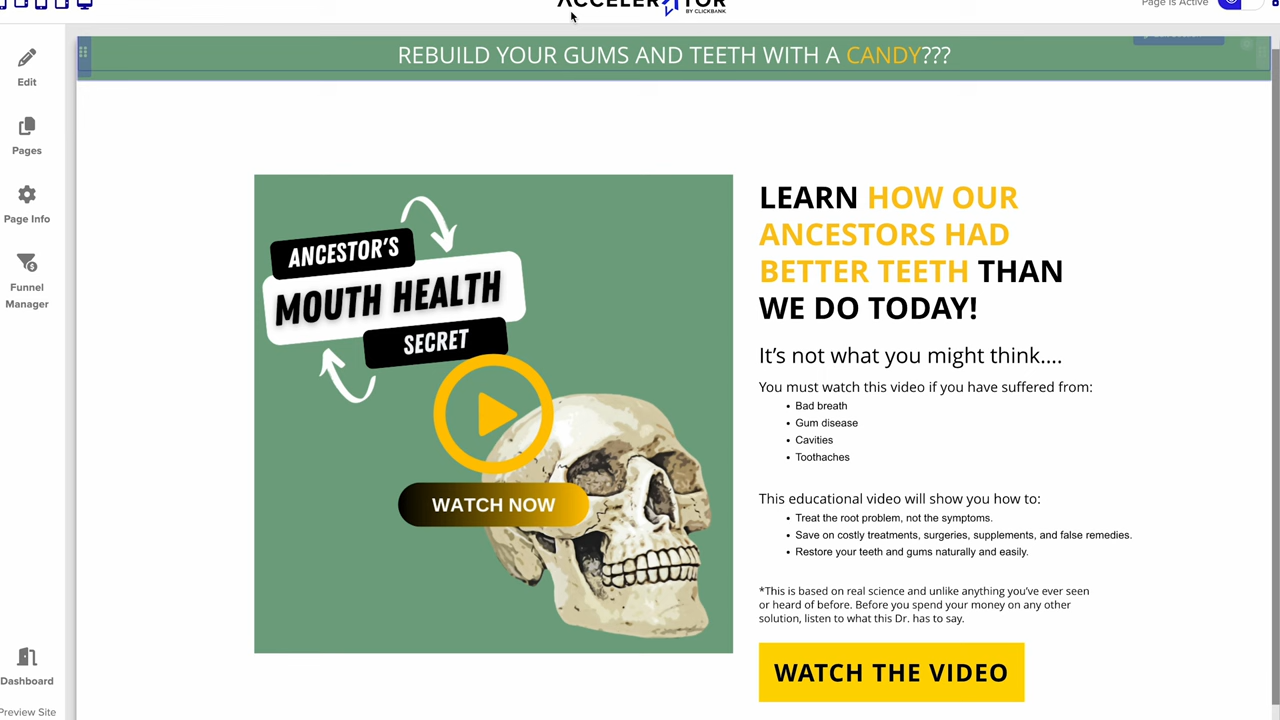 ACCELERATOR
BY CLICKBANK
Page is Active
Edit
Pages
Page Info
Funnel
Manager
Dashboard
Preview Site
REBUILD YOUR GUMS AND TEETH WITH A CANDY???
ANCESTOR'S
MOUTH HEALTH
SECRET
WATCH NOW
LEARN HOW OUR
ANCESTORS HAD
BETTER TEETH THAN
WE DO TODAY!
It's not what you might think....
You must watch this video if you have suffered from:
• Bad breath
• Gum disease
• Cavities
• Toothaches
This educational video will show you how to:
• Treat the root problem, not the symptoms.
• Save on costly treatments, surgeries, supplements, and false remedies.
• Restore your teeth and gums naturally and easily.
*This is based on real science and unlike anything you've ever seen
or heard of before. Before you spend your money on any other
solution, listen to what this Dr. has to say.
WATCH THE VIDEO